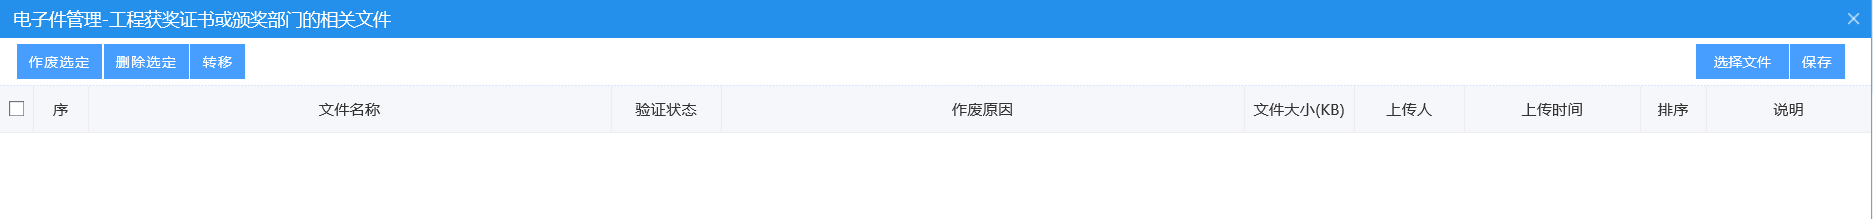 电子件管理-工程获奖证书或颁奖部门的相关文件
作废选定 删除选定 转移 选择文件 保存
序 文件名称 验证状态 作废原因 文件大小(KB) 上传人 上传时间 排序 说明